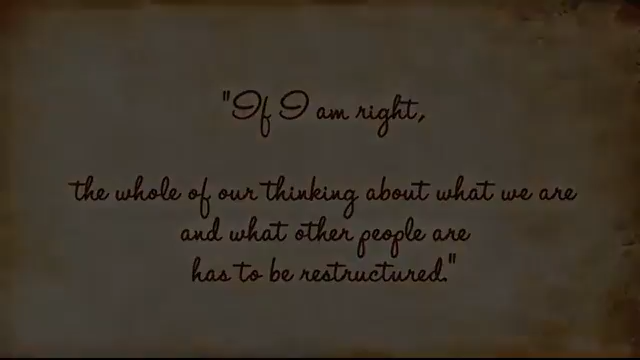 "If I am right,
the whole of our thinking about what we are
and what other people are
has to be restructured."